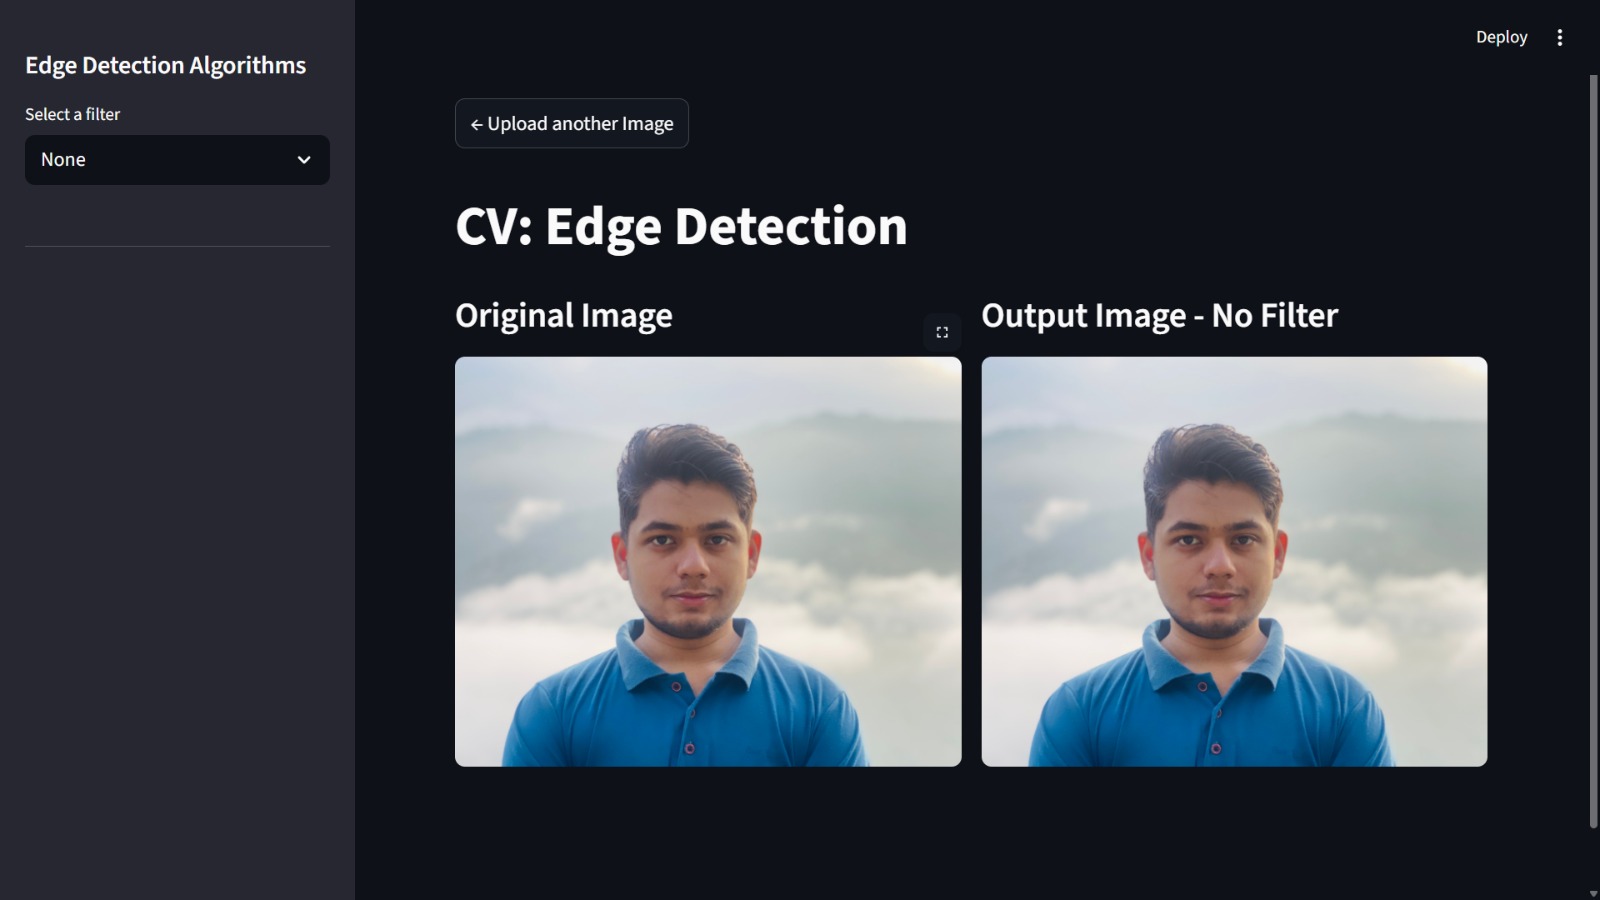 Deploy
Edge Detection Algorithms
Select a filter
None
← Upload another Image
CV: Edge Detection
Original Image
Output Image - No Filter